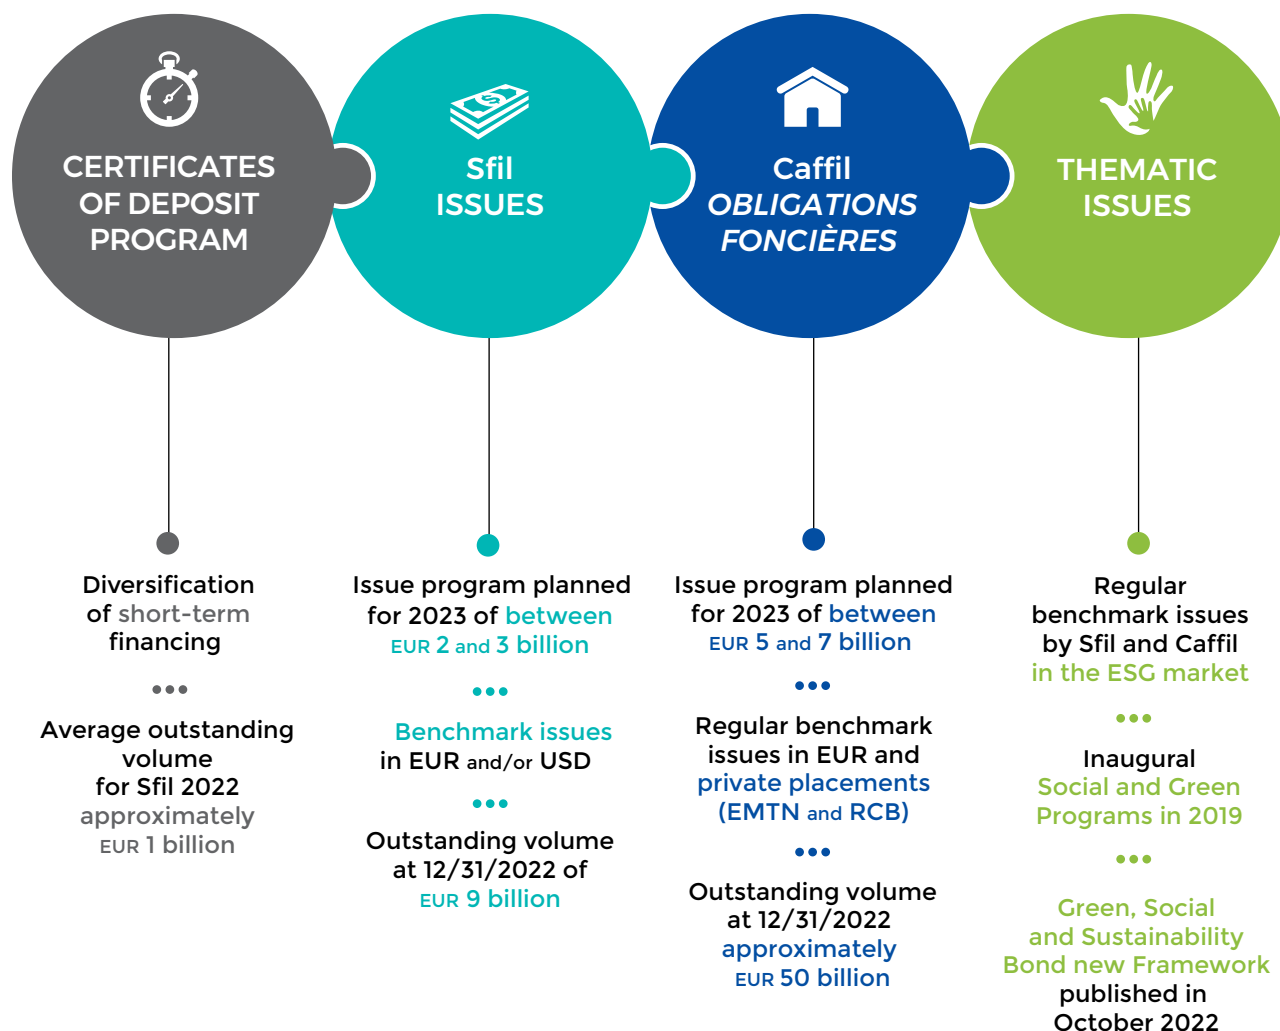 CERTIFICATES
OF DEPOSIT
PROGRAM
Sfil
ISSUES
Caffil
OBLIGATIONS
FONCIÈRES
THEMATIC
ISSUES
Diversification
of short-term
financing
•••
Average outstanding
volume
for Sfil 2022
approximately
EUR 1 billion
Issue program planned
for 2023 of between
EUR 2 and 3 billion
•••
Benchmark issues
in EUR and/or USD
•••
Outstanding volume
at 12/31/2022 of
EUR 9 billion
Issue program planned
for 2023 of between
EUR 5 and 7 billion
•••
Regular benchmark
issues in EUR and
private placements
(EMTN and RCB)
•••
Outstanding volume
at 12/31/2022
approximately
EUR 50 billion
Regular
benchmark issues
by Sfil and Caffil
in the ESG market
•••
Inaugural
Social and Green
Programs in 2019
•••
Green, Social
and Sustainability
Bond new Framework
published in
October 2022